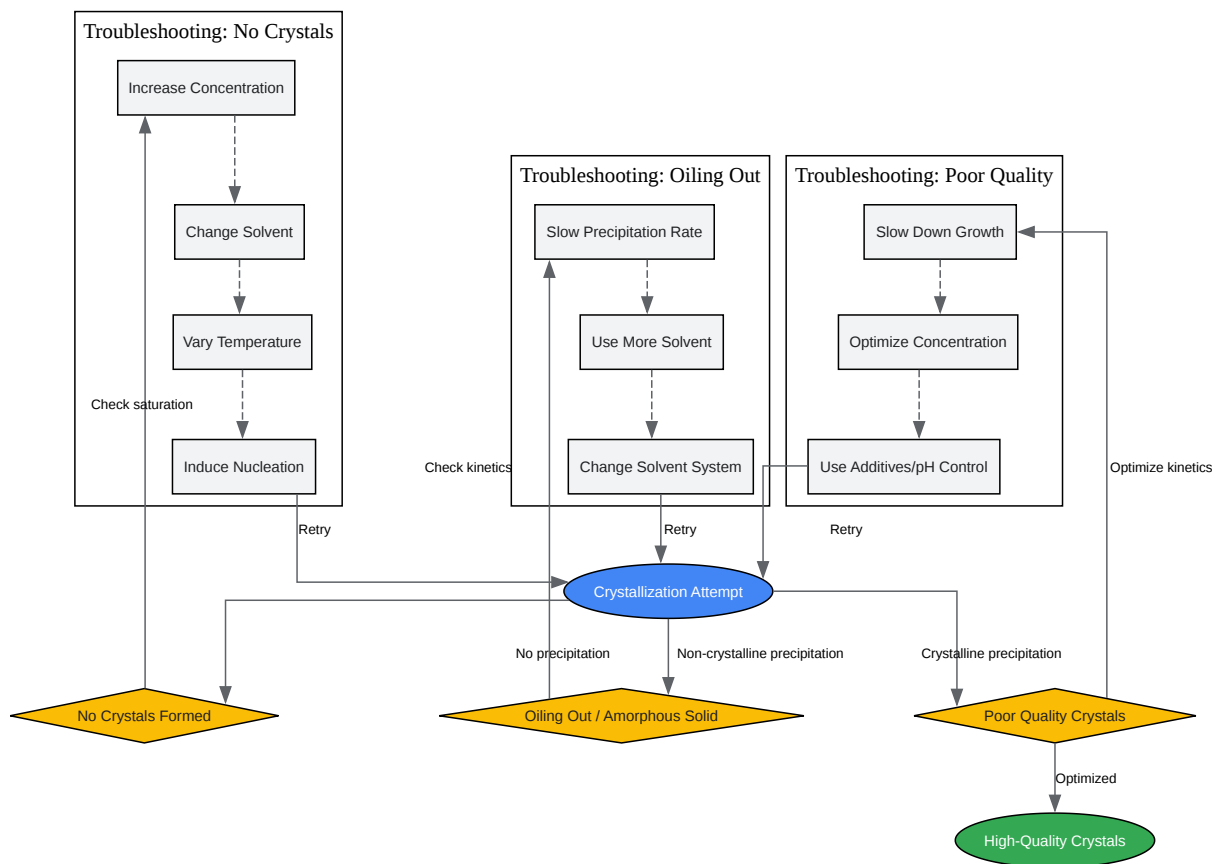 Troubleshooting: No Crystals
Increase Concentration
Change Solvent
Vary Temperature
Check saturation
Induce Nucleation
Retry
Troubleshooting: Oiling Out
Slow Precipitation Rate
Use More Solvent
Check kinetics
Change Solvent System
Retry
Troubleshooting: Poor Quality
Slow Down Growth
Optimize Concentration
Use Additives/pH Control
Optimize kinetics
Retry
Crystallization Attempt
No precipitation
Non-crystalline precipitation
Crystalline precipitation
No Crystals Formed
Oiling Out / Amorphous Solid
Poor Quality Crystals
Optimized
High-Quality Crystals